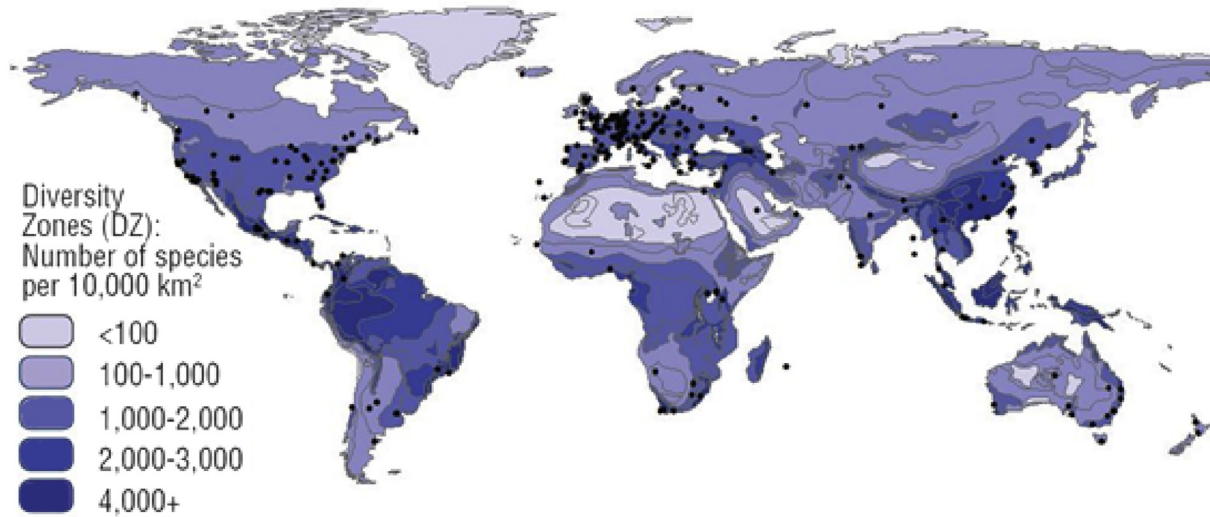 Diversity
Zones (DZ):
Number of species
per 10,000 km²
<100
100-1,000
1,000-2,000
2,000-3,000
4,000+